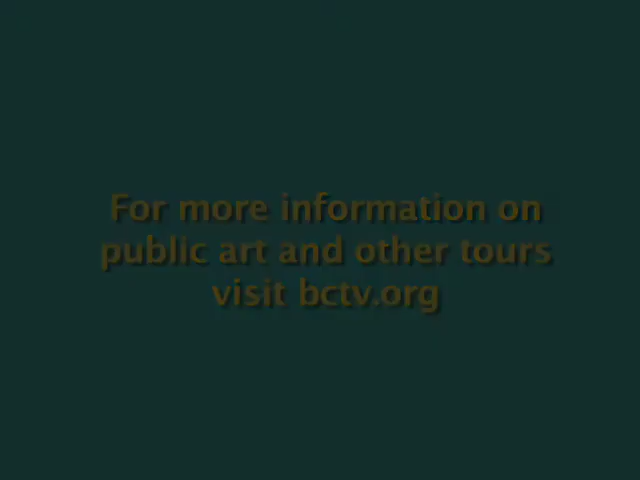 For more information on
public art and other tours
visit bctv.org